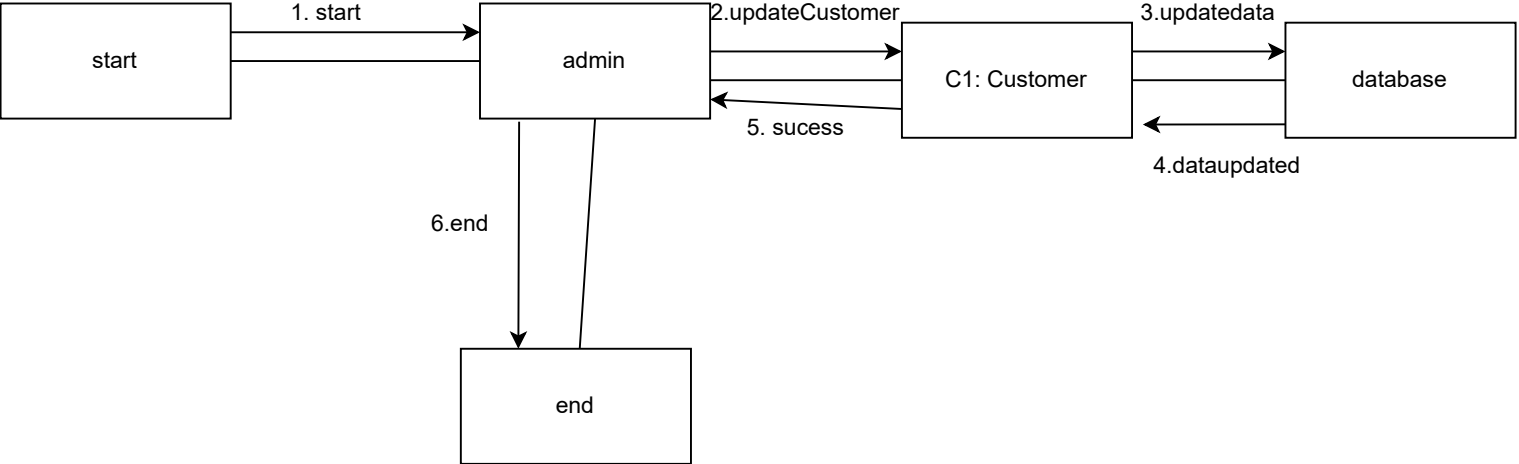 1. start
2.updateCustomer
3.updatedata
start
admin
C1: Customer
database
5. sucess
4.dataupdated
6.end
end